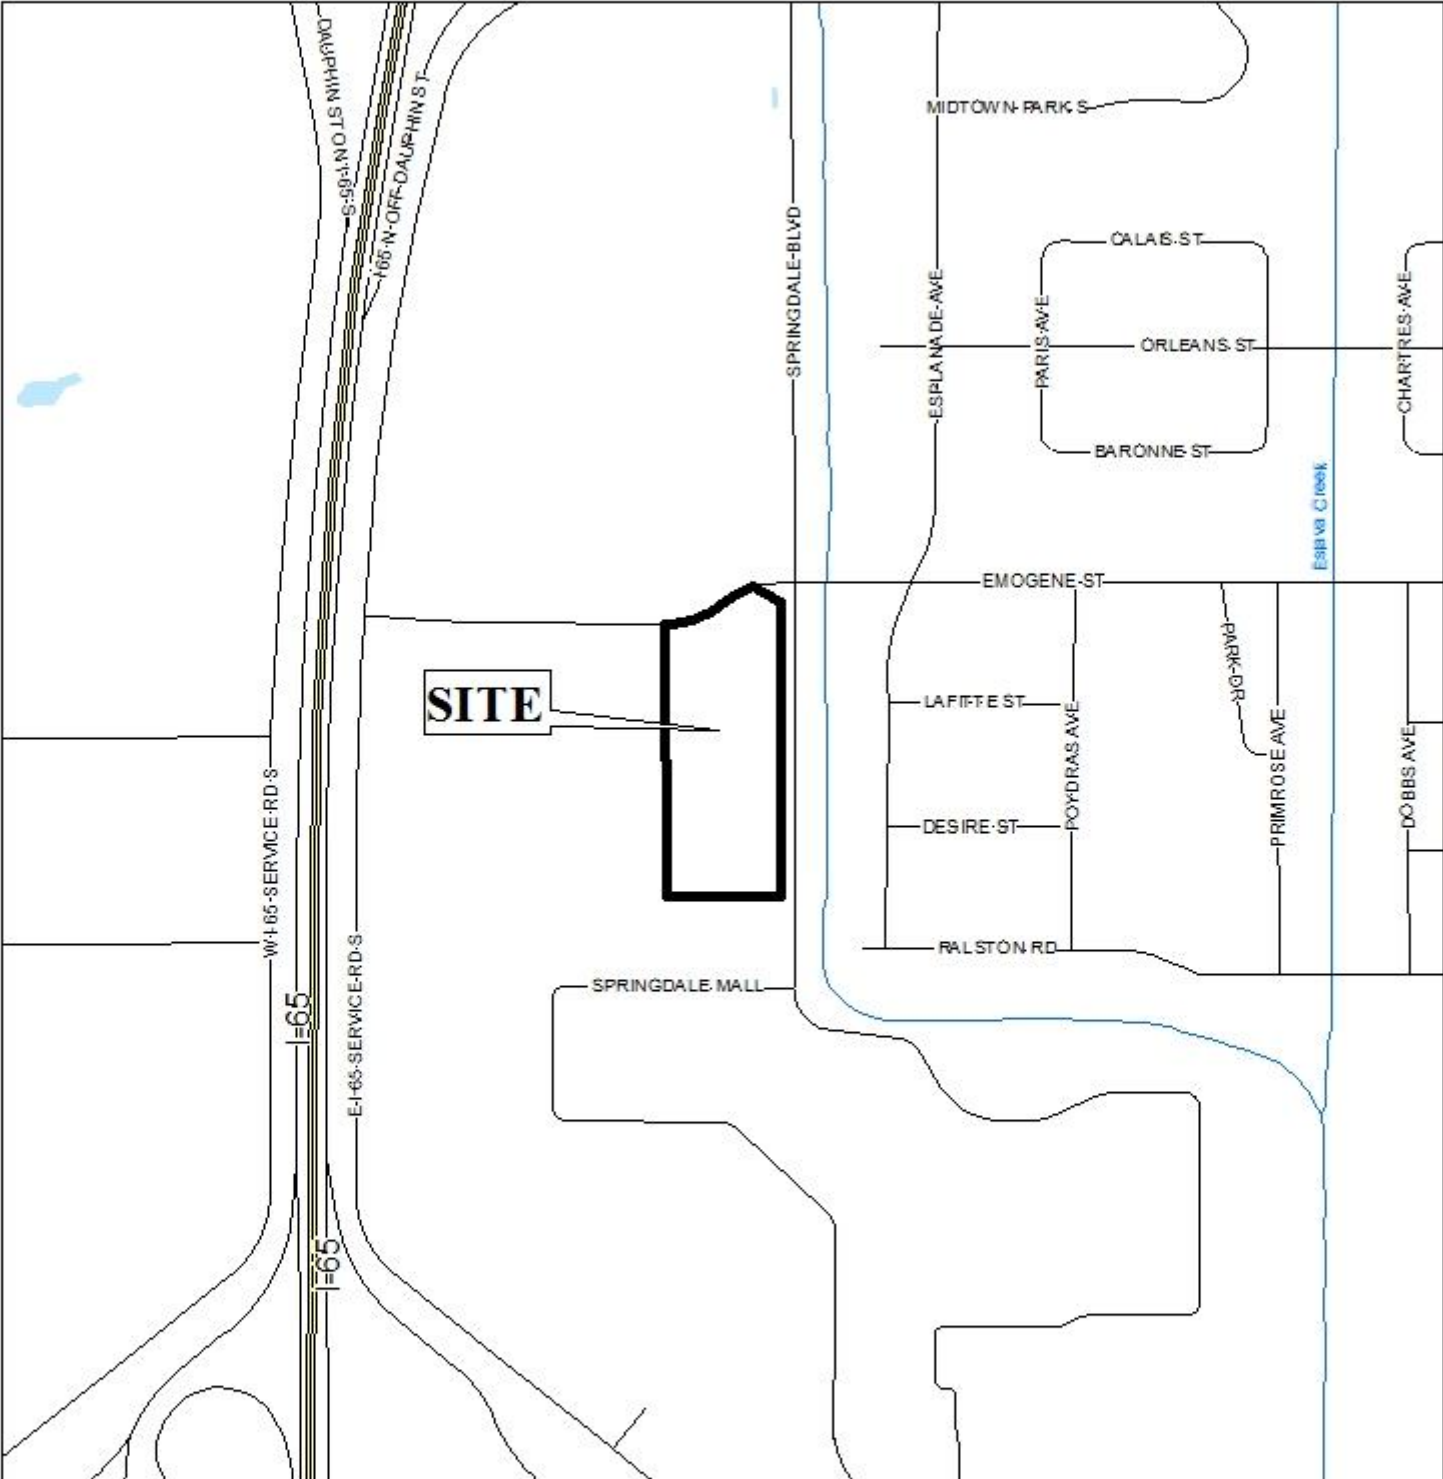 DAUPHIN ST ON I-65 S
I-65 N OFF DAUPHIN ST
MIDTOWN PARK S
SPRINGDALE BLVD
CALAIS ST
ESPLANADE AVE
PARIS AVE
ORLEANS ST
CHARTRES AVE
BARONNE ST
Eslava Creek
EMOGENE ST
SITE
PARK DR
LAFITTE ST
POYDRAS AVE
PRIMROSE AVE
DOBBS AVE
W I-65 SERVICE RD S
DESIRE ST
RALSTON RD
E I-65 SERVICE RD S
SPRINGDALE MALL
I-65
I-65